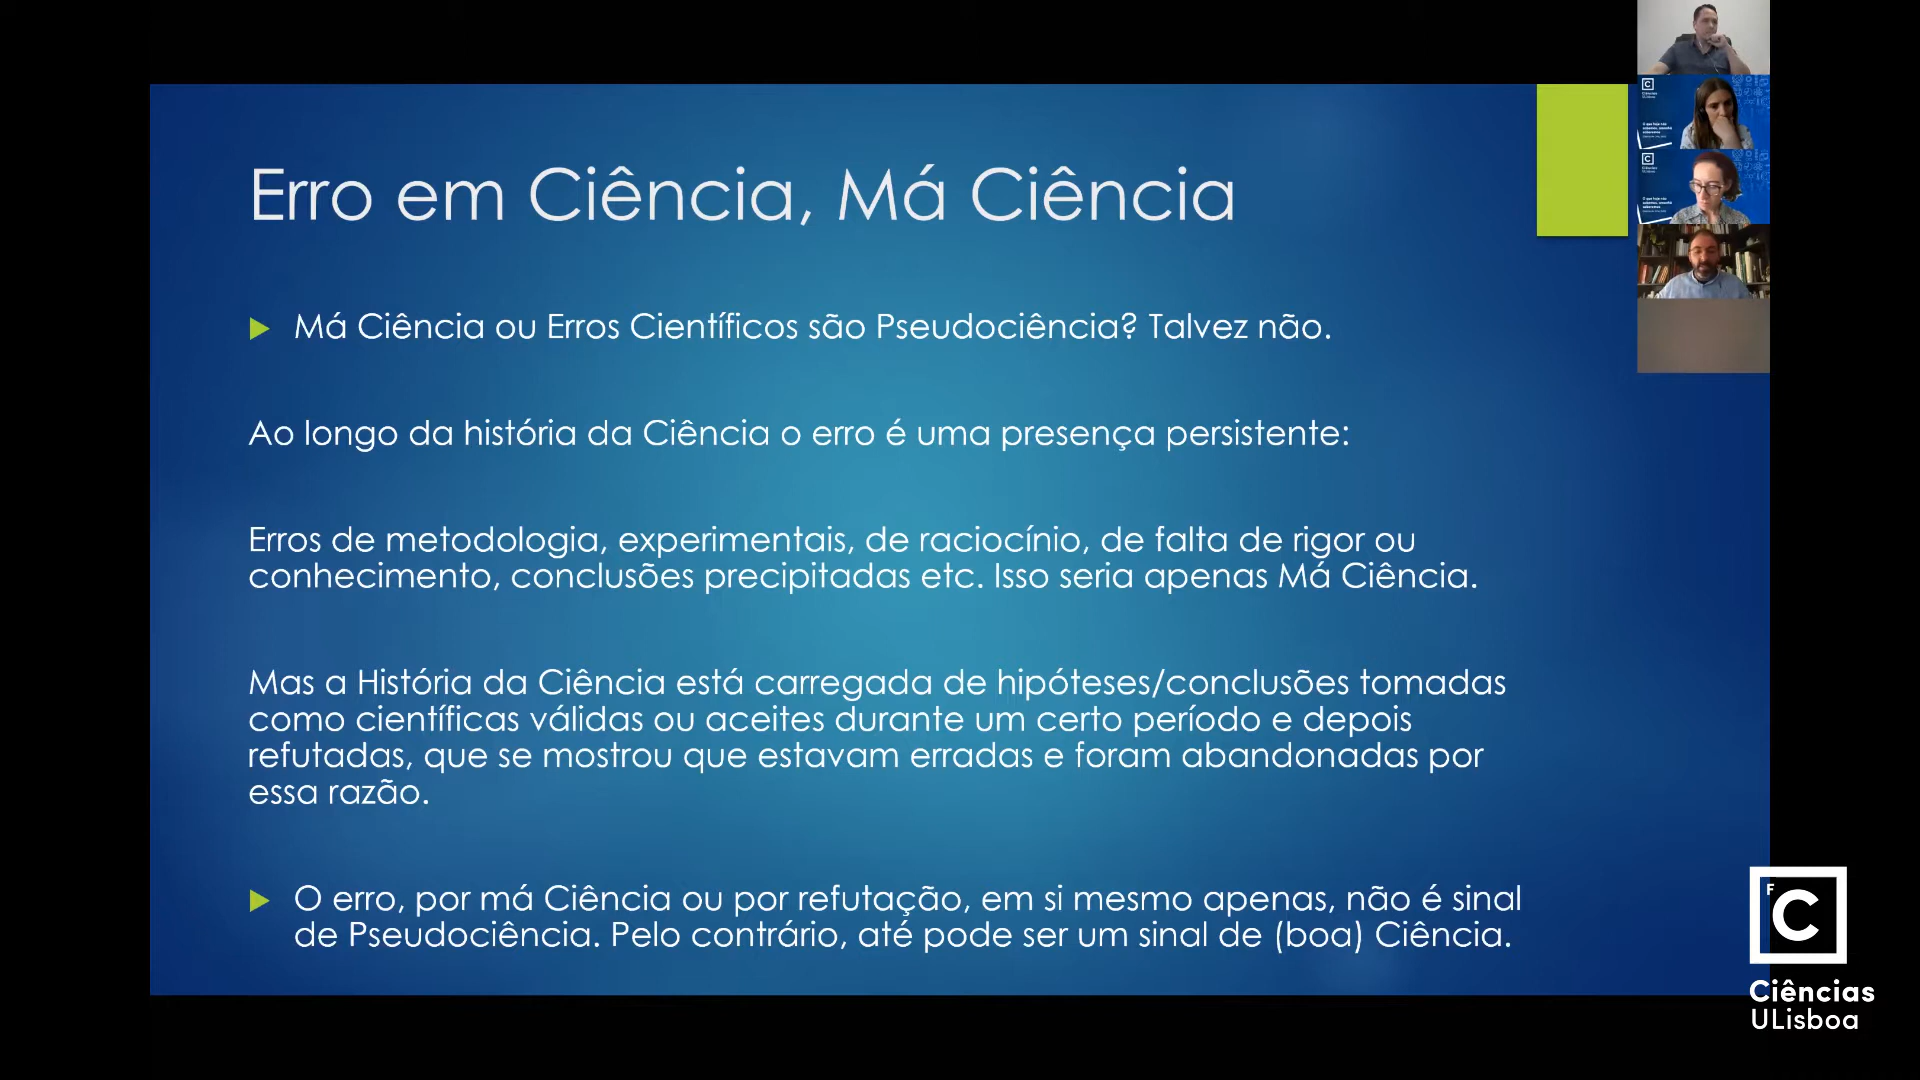 Erro em Ciência, Má Ciência
Má Ciência ou Erros Científicos são Pseudociência? Talvez não.
Ao longo da história da Ciência o erro é uma presença persistente:
Erros de metodologia, experimentais, de raciocínio, de falta de rigor ou
conhecimento, conclusões precipitadas etc. Isso seria apenas Má Ciência.
Mas a História da Ciência está carregada de hipóteses/conclusões tomadas
como científicas válidas ou aceites durante um certo período e depois
refutadas, que se mostrou que estavam erradas e foram abandonadas por
essa razão.
O erro, por má Ciência ou por refutação, em si mesmo apenas, não é sinal
de Pseudociência. Pelo contrário, até pode ser um sinal de (boa) Ciência.
F
C
Ciências
ULisboa